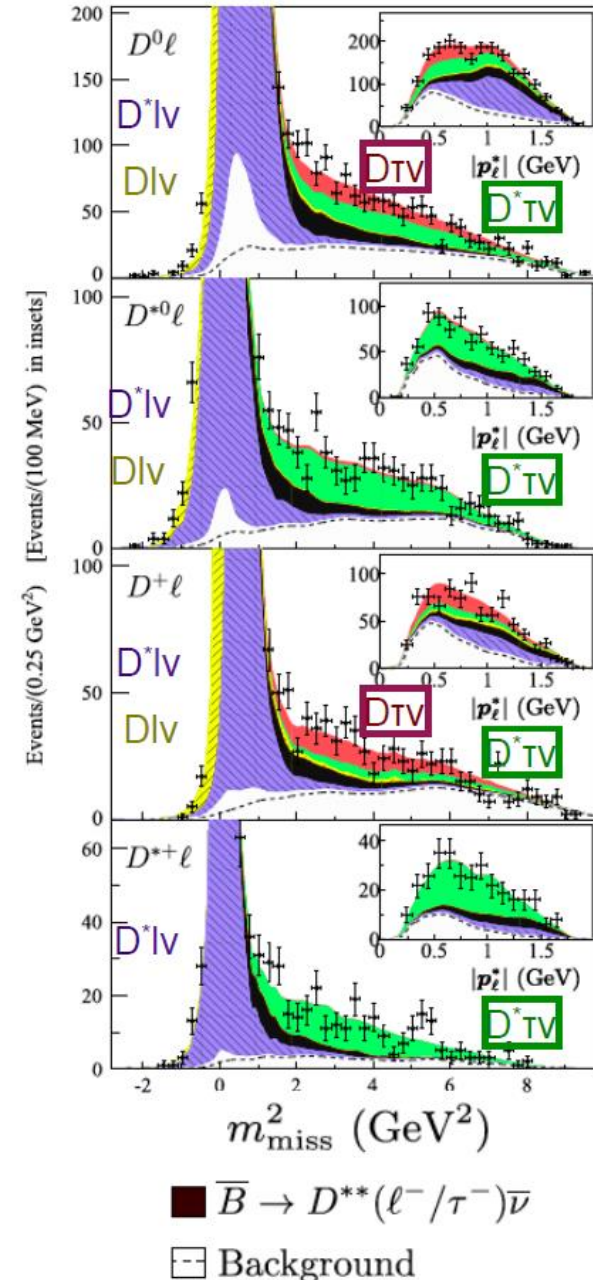 Events/(0.25 GeV²) [Events/(100 MeV) in insets]
D⁰ℓ
D*lν
Dlν
200
150
100
50
0
200
100
0
0.5 1 1.5
|p*ℓ| (GeV)
Dτν
D*τν
D*⁰ℓ
D*lν
Dlν
100
50
0
100
50
0
0.5 1 1.5
|p*ℓ| (GeV)
D*τν
D⁺ℓ
D*lν
Dlν
100
50
0
100
50
0
0.5 1 1.5
|p*ℓ| (GeV)
Dτν
D*τν
D*⁺ℓ
D*lν
60
40
20
0
40
20
0
0.5 1 1.5
|p*ℓ| (GeV)
D*τν
-2 0 2 4 6 8
m²miss (GeV²)
B̅ → D**(ℓ⁻/τ⁻)ν̅
Background